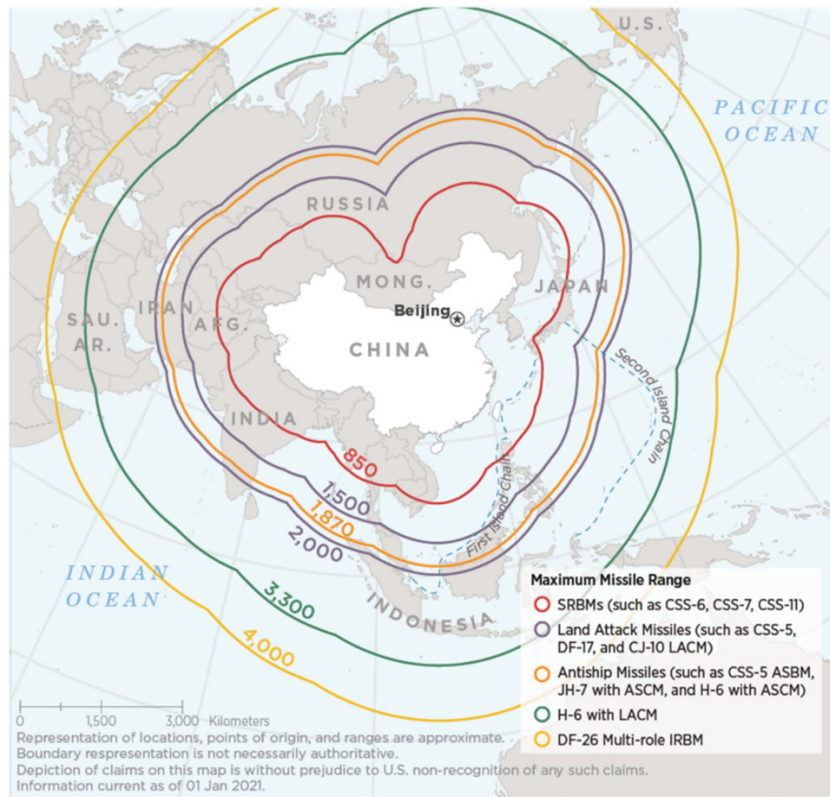 U.S.
PACIFIC
OCEAN
RUSSIA
MONG.
JAPAN
Beijing
IRAN
AFG.
SAU.
AR.
CHINA
Second Island Chain
INDIA
850
1,500
1,870
2,000
First Island Chain
INDIAN
OCEAN
3,300
INDONESIA
4,000
Maximum Missile Range
SRBMs (such as CSS-6, CSS-7, CSS-11)
Land Attack Missiles (such as CSS-5,
DF-17, and CJ-10 LACM)
Antiship Missiles (such as CSS-5 ASBM,
JH-7 with ASCM, and H-6 with ASCM)
H-6 with LACM
DF-26 Multi-role IRBM
0 1,500 3,000 Kilometers
Representation of locations, points of origin, and ranges are approximate.
Boundary respresentation is not necessarily authoritative.
Depiction of claims on this map is without prejudice to U.S. non-recognition of any such claims.
Information current as of 01 Jan 2021.